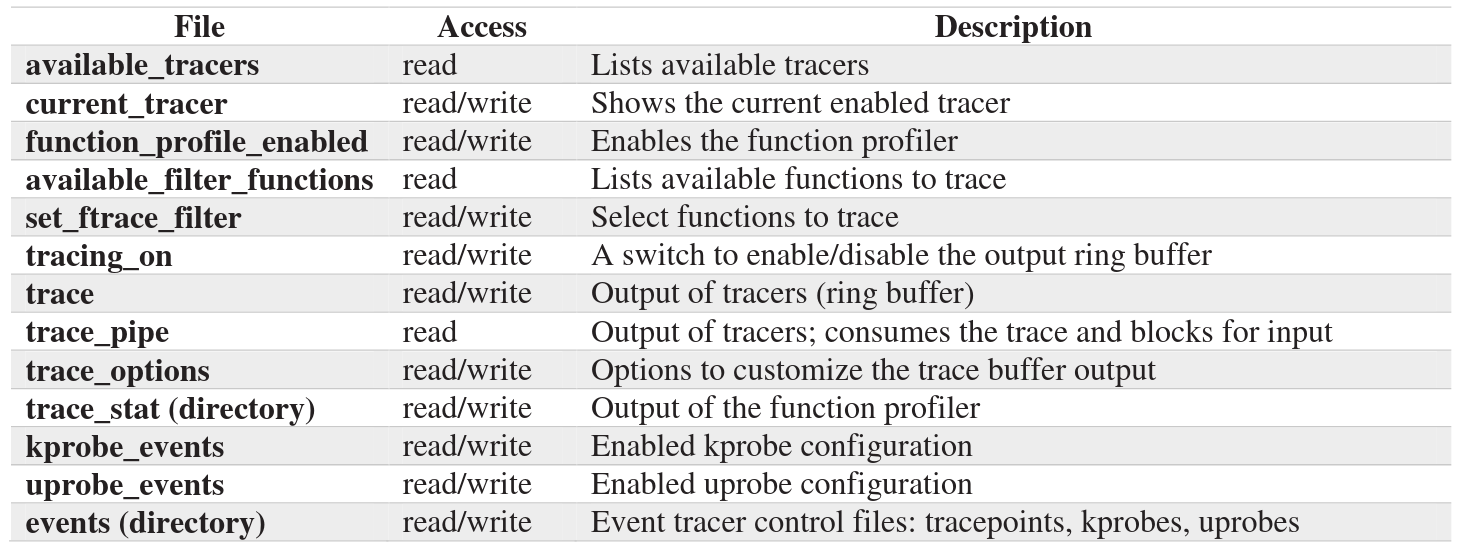 File Access Description
available_tracers read Lists available tracers
current_tracer read/write Shows the current enabled tracer
function_profile_enabled read/write Enables the function profiler
available_filter_functions read Lists available functions to trace
set_ftrace_filter read/write Select functions to trace
tracing_on read/write A switch to enable/disable the output ring buffer
trace read/write Output of tracers (ring buffer)
trace_pipe read Output of tracers; consumes the trace and blocks for input
trace_options read/write Options to customize the trace buffer output
trace_stat (directory) read/write Output of the function profiler
kprobe_events read/write Enabled kprobe configuration
uprobe_events read/write Enabled uprobe configuration
events (directory) read/write Event tracer control files: tracepoints, kprobes, uprobes